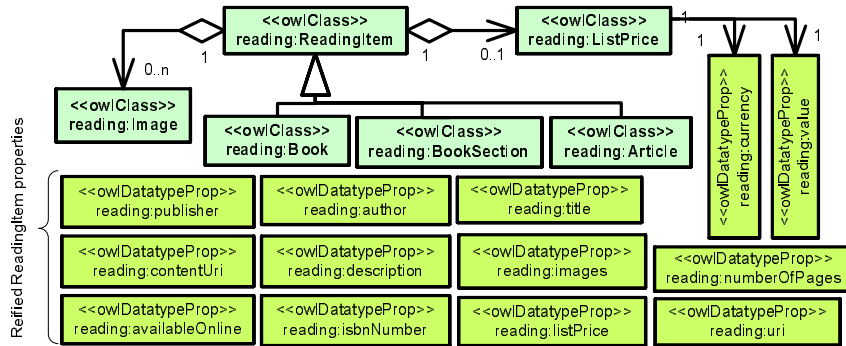 <<owlClass>>
reading:ReadingItem
<<owlClass>>
reading:ListPrice
1
1
1
0..1
1
1
0..n
<<owlClass>>
reading:Image
<<owlClass>>
reading:Book
<<owlClass>>
reading:BookSection
<<owlClass>>
reading:Article
<<owlDatatypeProp>>
reading:currency
<<owlDatatypeProp>>
reading:value
Reified ReadingItem properties
<<owlDatatypeProp>>
reading:publisher
<<owlDatatypeProp>>
reading:author
<<owlDatatypeProp>>
reading:title
<<owlDatatypeProp>>
reading:contentUri
<<owlDatatypeProp>>
reading:description
<<owlDatatypeProp>>
reading:images
<<owlDatatypeProp>>
reading:numberOfPages
<<owlDatatypeProp>>
reading:availableOnline
<<owlDatatypeProp>>
reading:isbnNumber
<<owlDatatypeProp>>
reading:listPrice
<<owlDatatypeProp>>
reading:uri